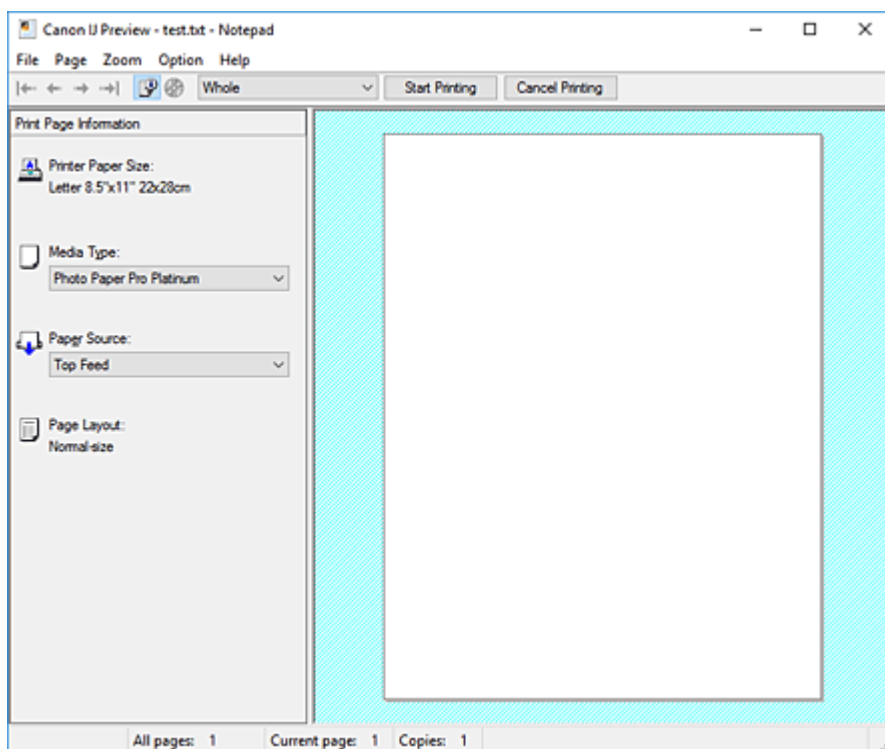 Canon IJ Preview - test.txt - Notepad
File Page Zoom Option Help
Whole Start Printing Cancel Printing
Print Page Information
Printer Paper Size:
Letter 8.5"x11" 22x28cm
Media Type:
Photo Paper Pro Platinum
Paper Source:
Top Feed
Page Layout:
Normal-size
All pages: 1 Current page: 1 Copies: 1